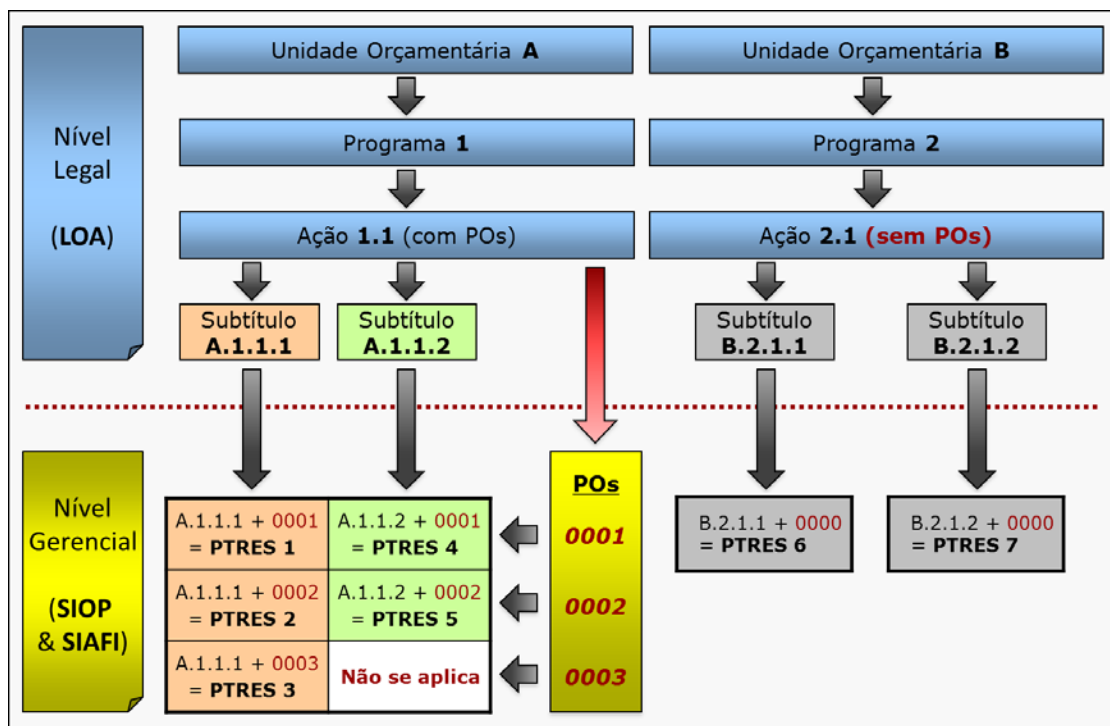 Nível
Legal
(LOA)
Unidade Orçamentária A
Unidade Orçamentária B
Programa 1
Programa 2
Ação 1.1 (com POs)
Ação 2.1 (sem POs)
Subtítulo
A.1.1.1
Subtítulo
A.1.1.2
Subtítulo
B.2.1.1
Subtítulo
B.2.1.2
Nível
Gerencial
(SIOP
& SIAFI)
A.1.1.1 + 0001
= PTRES 1
A.1.1.2 + 0001
= PTRES 4
A.1.1.1 + 0002
= PTRES 2
A.1.1.2 + 0002
= PTRES 5
A.1.1.1 + 0003
= PTRES 3
Não se aplica
POs
0001
0002
0003
B.2.1.1 + 0000
= PTRES 6
B.2.1.2 + 0000
= PTRES 7